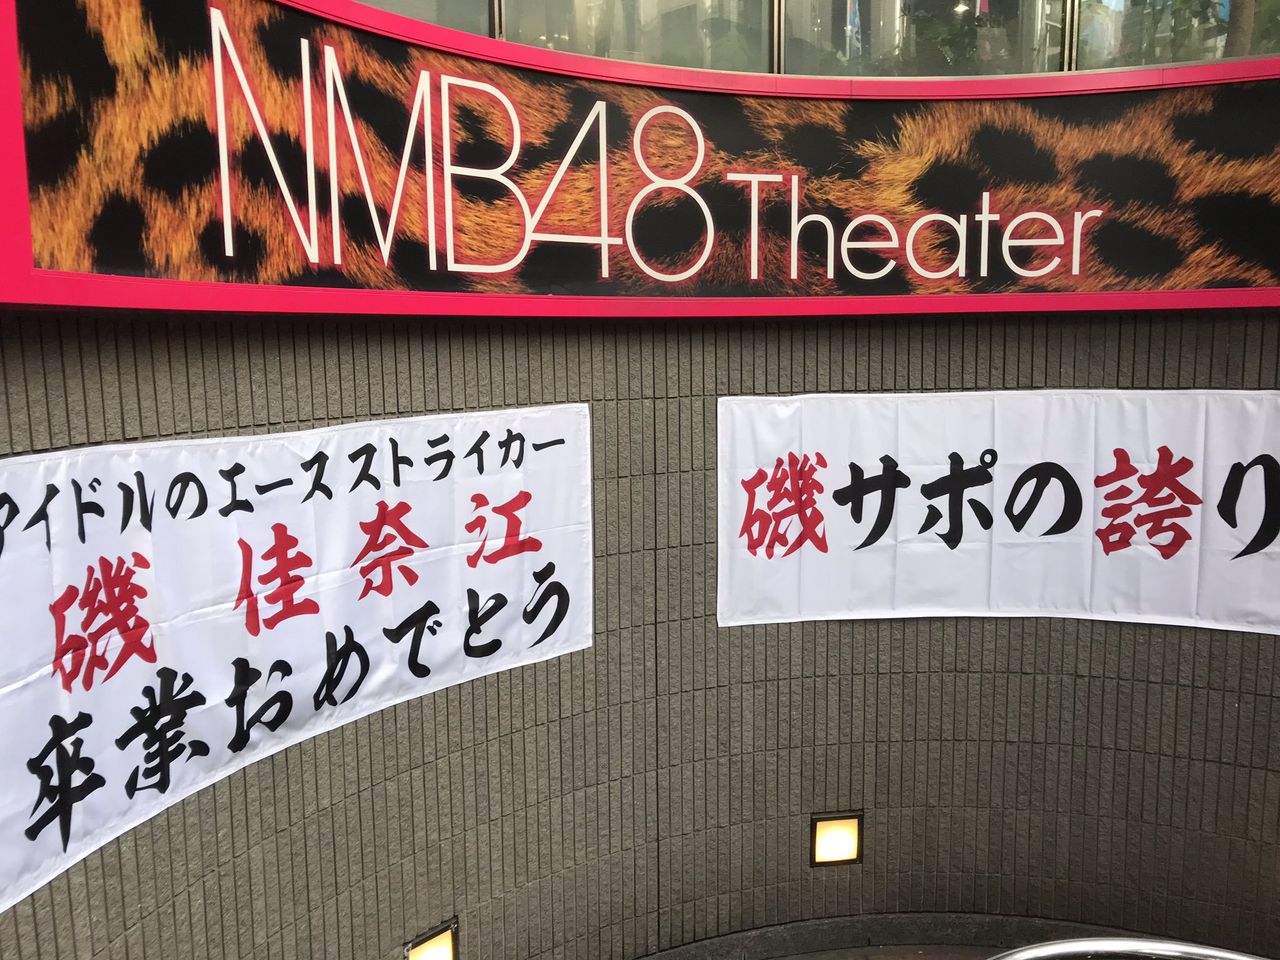 NMB48 Theater
アイドルのエースストライカー
磯 佳奈江
卒業おめでとう
磯サポの誇り